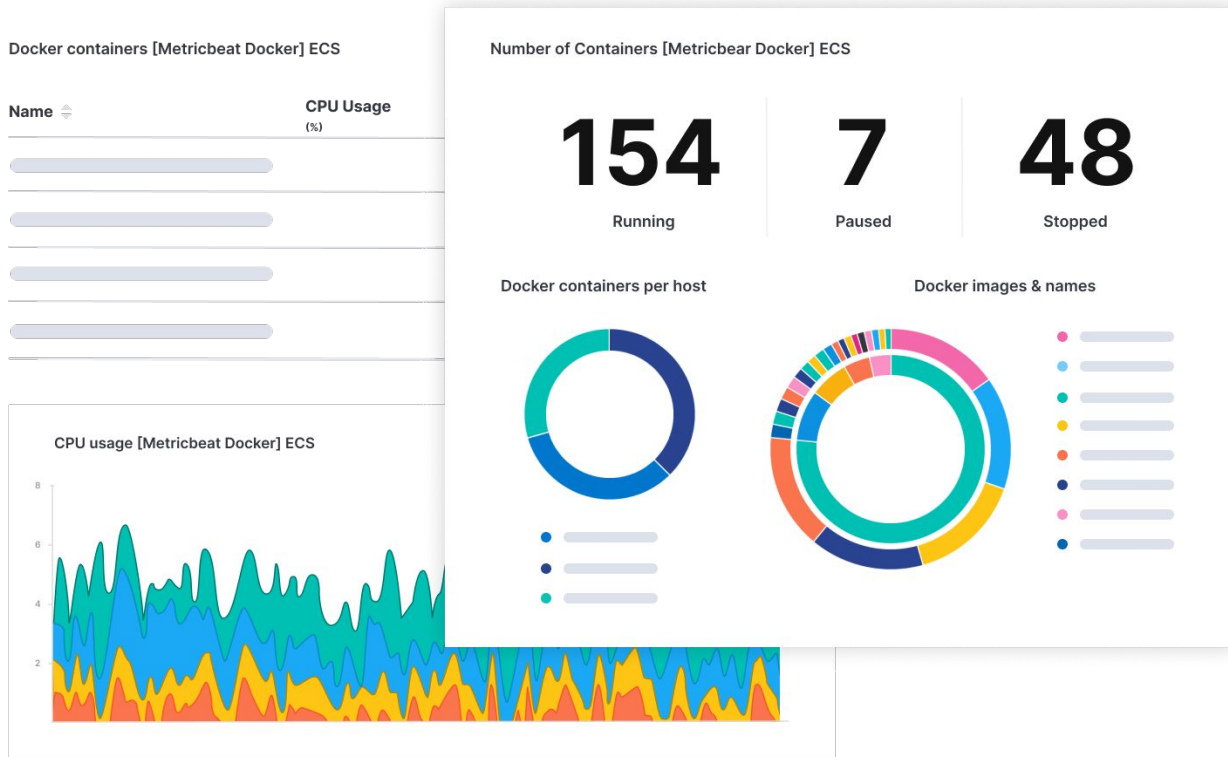 Docker containers [Metricbeat Docker] ECS
Name
CPU Usage
(%)
Number of Containers [Metricbear Docker] ECS
154
7
48
Running
Paused
Stopped
Docker containers per host
Docker images & names
CPU usage [Metricbeat Docker] ECS
8
6
4
2